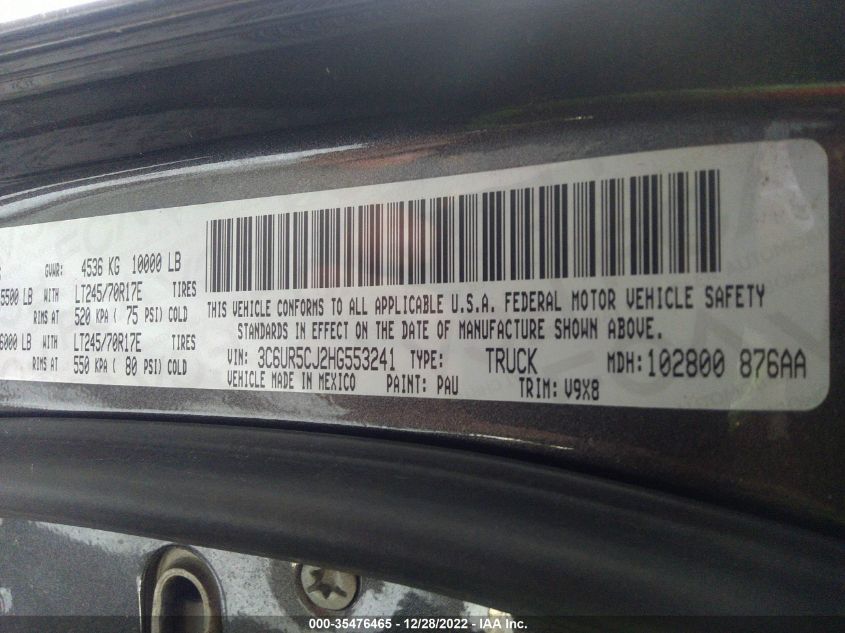 GVWR: 4536 KG 10000 LB
5500 LB WITH LT245/70R17E TIRES
RIMS AT 520 KPA ( 75 PSI) COLD
6000 LB WITH LT245/70R17E TIRES
RIMS AT 550 KPA ( 80 PSI) COLD
THIS VEHICLE CONFORMS TO ALL APPLICABLE U.S.A. FEDERAL MOTOR VEHICLE SAFETY
STANDARDS IN EFFECT ON THE DATE OF MANUFACTURE SHOWN ABOVE.
VIN: 3C6UR5CJ2HG553241 TYPE: TRUCK MDH: 102800 876AA
VEHICLE MADE IN MEXICO PAINT: PAU TRIM: V9X8
000-35476465 - 12/28/2022 - IAA Inc.